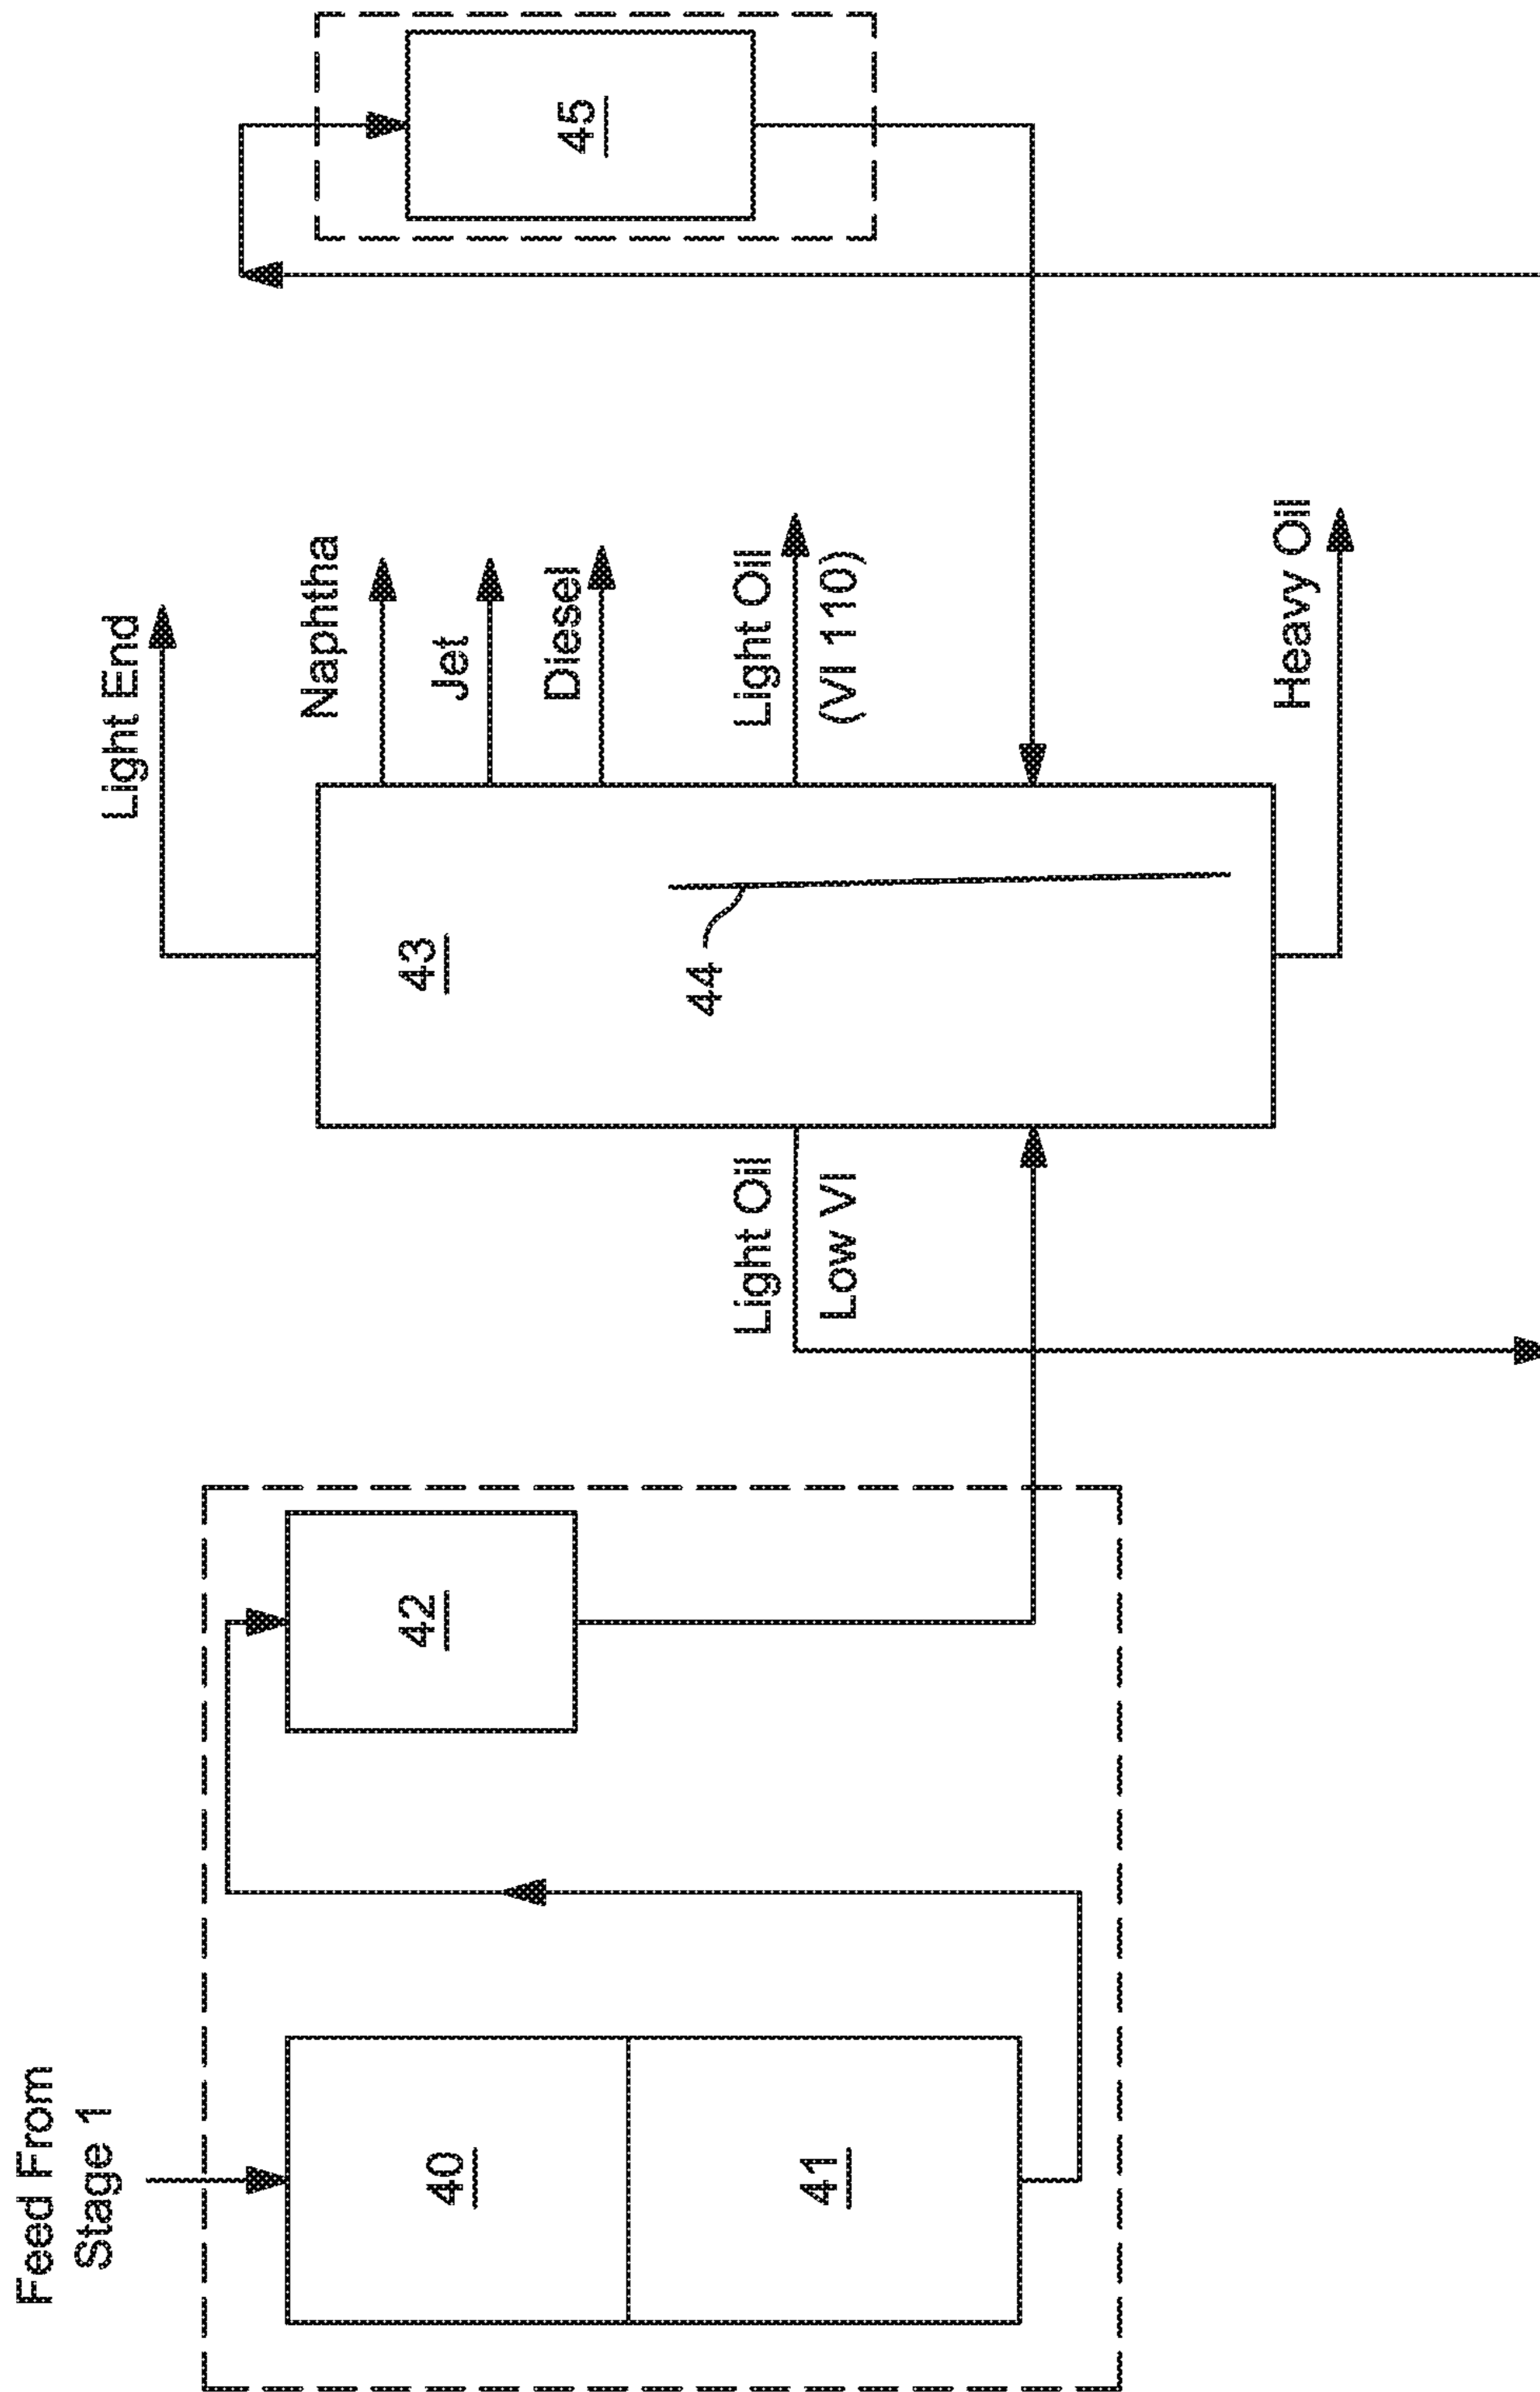 Feed From
Stage 1
40
41
42
Light Oil
Low VI
43
44
Light End
Naphtha
Jet
Diesel
Light Oil
(VI 110)
Heavy Oil
45